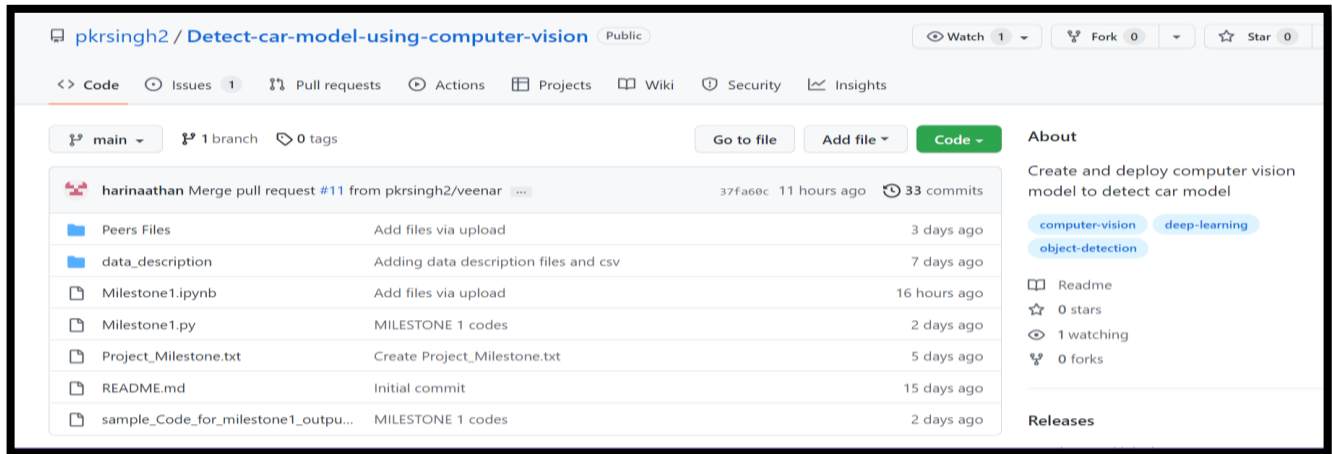 pkrsingh2 / Detect-car-model-using-computer-vision Public Watch 1 Fork 0 Star 0
<> Code Issues 1 Pull requests Actions Projects Wiki Security Insights
main 1 branch 0 tags Go to file Add file Code
About
Create and deploy computer vision
model to detect car model
computer-vision deep-learning
object-detection
Readme
0 stars
1 watching
0 forks
Releases
harinaathan Merge pull request #11 from pkrsingh2/veenar ... 37fa60c 11 hours ago 33 commits
Peers Files Add files via upload 3 days ago
data_description Adding data description files and csv 7 days ago
Milestone1.ipynb Add files via upload 16 hours ago
Milestone1.py MILESTONE 1 codes 2 days ago
Project_Milestone.txt Create Project_Milestone.txt 5 days ago
README.md Initial commit 15 days ago
sample_Code_for_milestone1_outpu... MILESTONE 1 codes 2 days ago